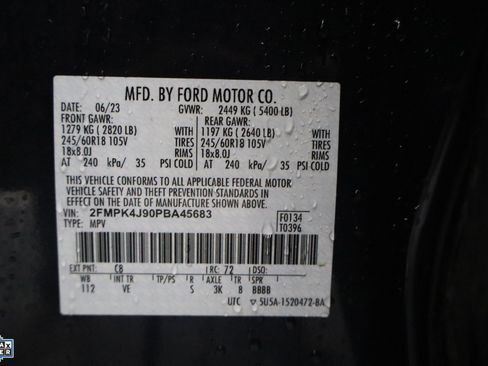 MFD. BY FORD MOTOR CO.
DATE: 06/23 GVWR: 2449 KG ( 5400 LB)
FRONT GAWR: REAR GAWR:
1279 KG ( 2820 LB) WITH 1197 KG ( 2640 LB) WITH
245/60R18 105V TIRES 245/60R18 105V TIRES
18x8.0J RIMS 18x8.0J RIMS
AT 240 kPa/ 35 PSI COLD AT 240 kPa/ 35 PSI COLD
THIS VEHICLE CONFORMS TO ALL APPLICABLE FEDERAL MOTOR
VEHICLE SAFETY AND THEFT PREVENTION STANDARDS IN
EFFECT ON THE DATE OF MANUFACTURE SHOWN ABOVE.
VIN: 2FMPK4J90PBA45683 F0134
TYPE: MPV T0396
EXT PNT: C8 RC: 72 DSO:
WB INT TR TP/PS R AXLE TR SPR
112 VE S 3K B BBBB
UTC ▽ 5U5A-1520472-BA